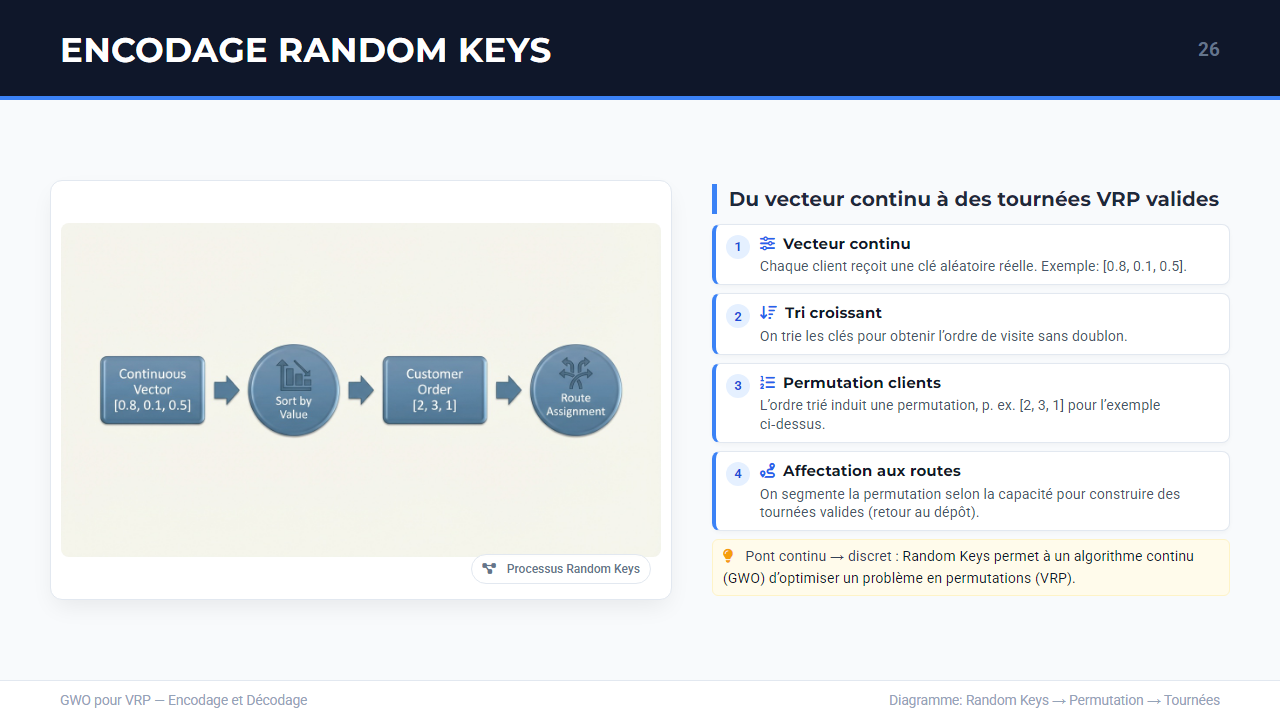 ENCODAGE RANDOM KEYS
26
Continuous
Vector
[0.8, 0.1, 0.5]
Sort by
Value
Customer
Order
[2, 3, 1]
Route
Assignment
Processus Random Keys
Du vecteur continu à des tournées VRP valides
1
Vecteur continu
Chaque client reçoit une clé aléatoire réelle. Exemple: [0.8, 0.1, 0.5].
2
Tri croissant
On trie les clés pour obtenir l’ordre de visite sans doublon.
3
Permutation clients
L’ordre trié induit une permutation, p. ex. [2, 3, 1] pour l’exemple
ci-dessus.
4
Affectation aux routes
On segmente la permutation selon la capacité pour construire des
tournées valides (retour au dépôt).
Pont continu → discret : Random Keys permet à un algorithme continu
(GWO) d’optimiser un problème en permutations (VRP).
GWO pour VRP — Encodage et Décodage
Diagramme: Random Keys → Permutation → Tournées